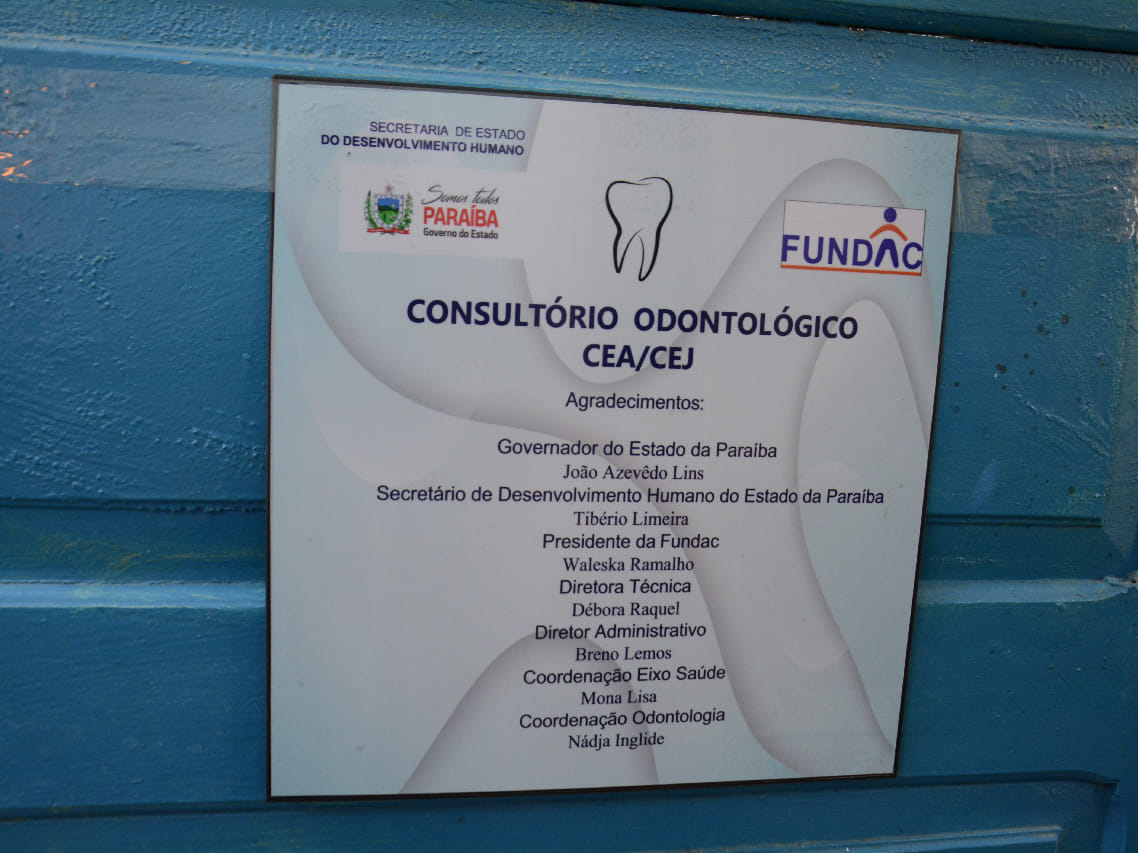 SECRETARIA DE ESTADO
DO DESENVOLVIMENTO HUMANO
Somos todos
PARAÍBA
Governo do Estado
FUNDAC
CONSULTÓRIO ODONTOLÓGICO
CEA/CEJ
Agradecimentos:
Governador do Estado da Paraíba
João Azevêdo Lins
Secretário de Desenvolvimento Humano do Estado da Paraíba
Tibério Limeira
Presidente da Fundac
Waleska Ramalho
Diretora Técnica
Débora Raquel
Diretor Administrativo
Breno Lemos
Coordenação Eixo Saúde
Mona Lisa
Coordenação Odontologia
Nádja Inglide